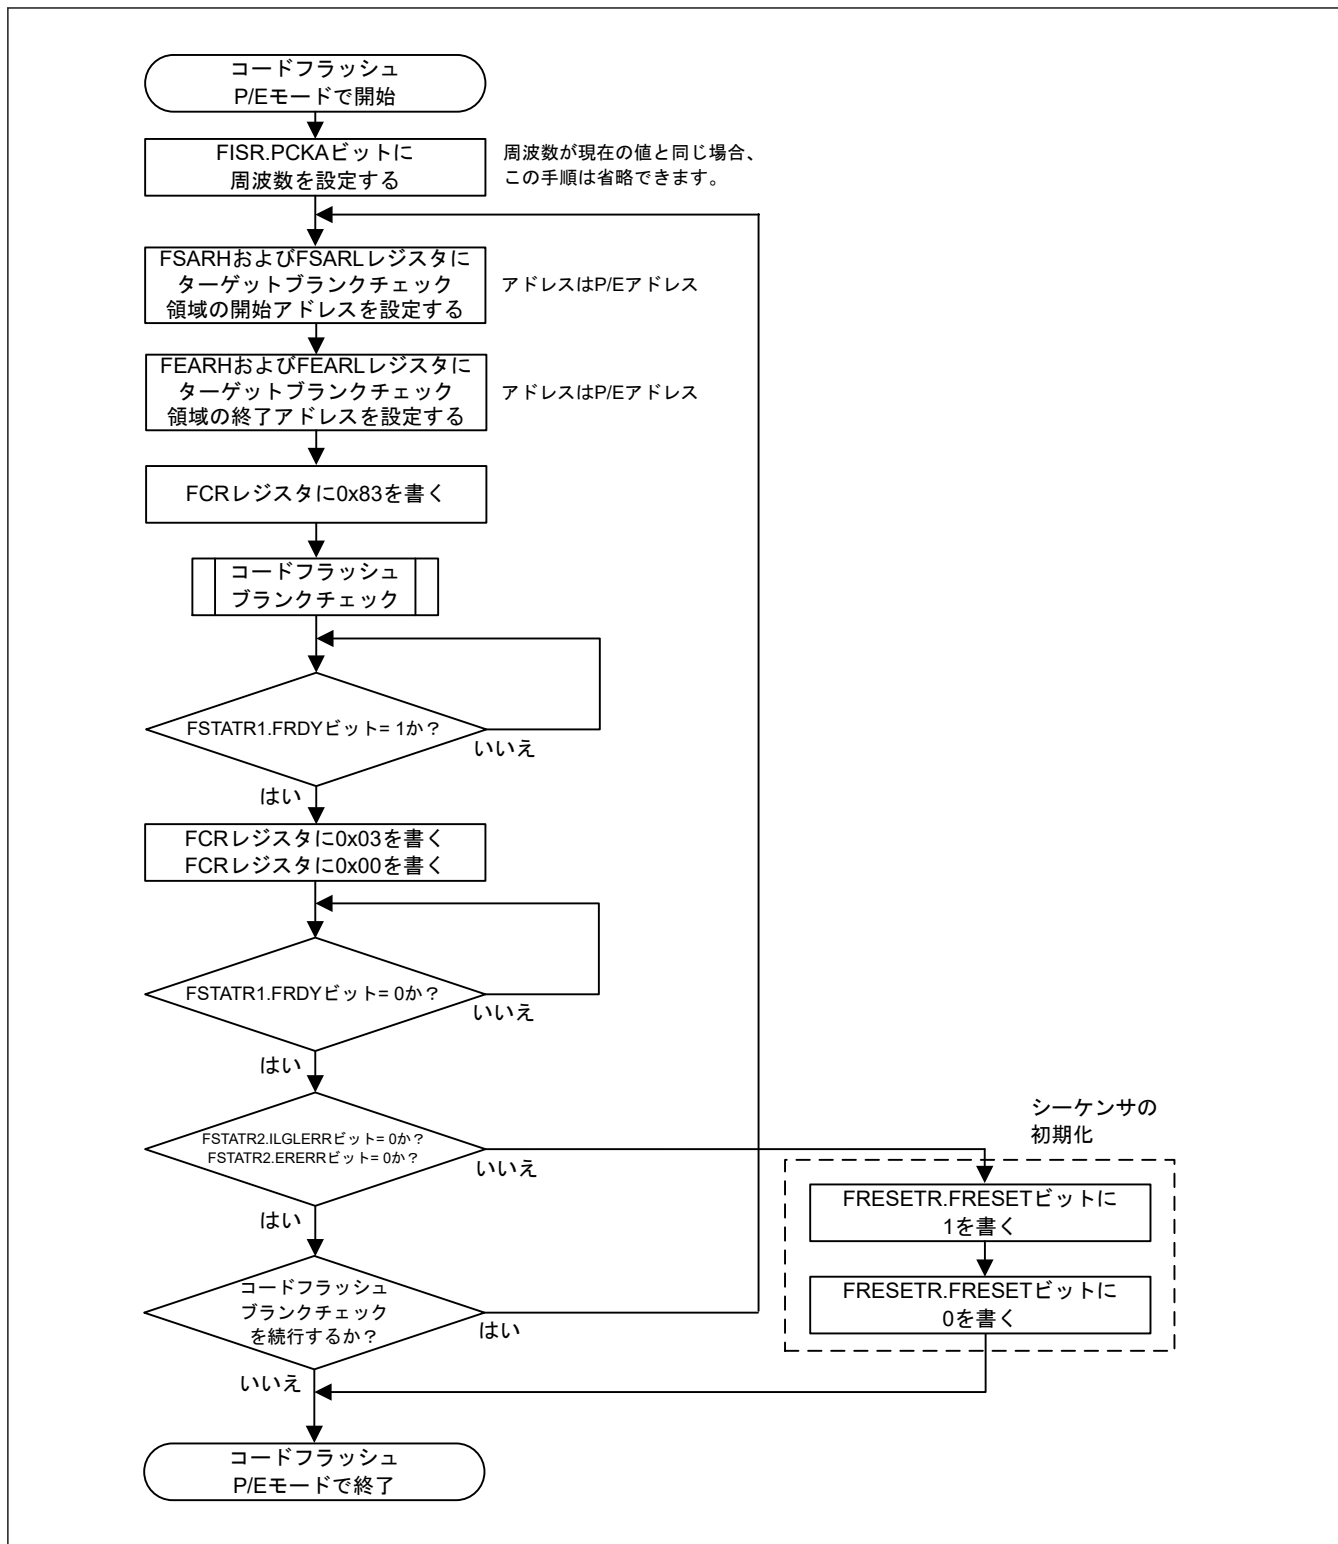 コードフラッシュ
P/Eモードで開始
FISR.PCKAビットに
周波数を設定する
周波数が現在の値と同じ場合、
この手順は省略できます。
FSARHおよびFSARLレジスタに
ターゲットブランクチェック
領域の開始アドレスを設定する
アドレスはP/Eアドレス
FEARHおよびFEARLレジスタに
ターゲットブランクチェック
領域の終了アドレスを設定する
アドレスはP/Eアドレス
FCRレジスタに0x83を書く
コードフラッシュ
ブランクチェック
FSTATR1.FRDYビット= 1か？
いいえ
はい
FCRレジスタに0x03を書く
FCRレジスタに0x00を書く
FSTATR1.FRDYビット= 0か？
いいえ
はい
FSTATR2.ILGLERRビット= 0か？
FSTATR2.ERERRビット= 0か？
いいえ
はい
シーケンサの
初期化
FRESETR.FRESETビットに
1を書く
FRESETR.FRESETビットに
0を書く
コードフラッシュ
ブランクチェック
を続行するか？
はい
いいえ
コードフラッシュ
P/Eモードで終了